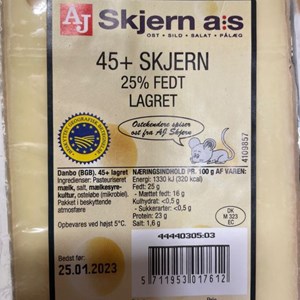 AJ Skjern a:s
OST • SILD • SALAT • PÅLÆG
45+ SKJERN
25% FEDT
LAGRET
Ostekendere spiser
ost fra AJ Skjern
4109857
Danbo (BGB). 45+ lagret
Ingredienser: Pasteuriseret
mælk, salt, mælkesyre-
kultur, osteløbe (mikrobiel).
Pakket i beskyttende
atmosfære
Opbevares ved højst 5°C.
NÆRINGSINDHOLD PR. 100 g AF VAREN:
Energi: 1330 kJ (320 kcal)
Fedt: 25 g
- Mættet fedt: 16 g
Kulhydrat: <0,5 g
- Sukkerarter: <0,5 g
Protein: 23 g
Salt: 1,6 g
DK
M 323
EC
44440305:03
Bedst før:
25.01.2023
5 711953 017612